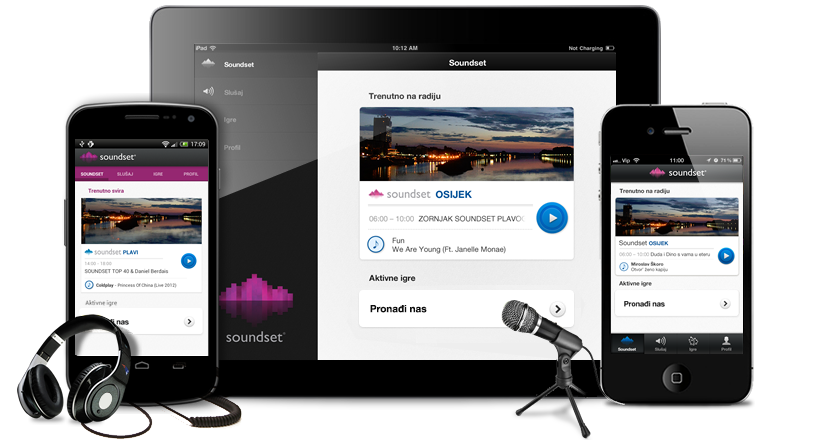 iPad
10:12 AM
Not Charging
Soundset
Soundset
Slušaj
Igre
Profil
Trenutno na radiju
soundset OSIJEK
06:00 – 10:00 ZORNJAK SOUNDSET PLAVOG
Fun
We Are Young (Ft. Janelle Monae)
Aktivne igre
Pronađi nas
soundset
17:09
soundset
SOUNDSET SLUŠAJ IGRE PROFIL
Trenutno svira
soundset PLAVI
14:00 - 19:00
SOUNDSET TOP 40 & Daniel Berdais
Coldplay - Princess Of China (Live 2012)
Aktivne igre
nas
Vip
11:00
71%
soundset
Trenutno na radiju
Soundset OSIJEK
06:00 – 10:00 Duda i Dino s vama u eteru
Miroslav Škoro
Otvor' ženo kapiju
Aktivne igre
Pronađi nas
Soundset Slušaj Igre Profil